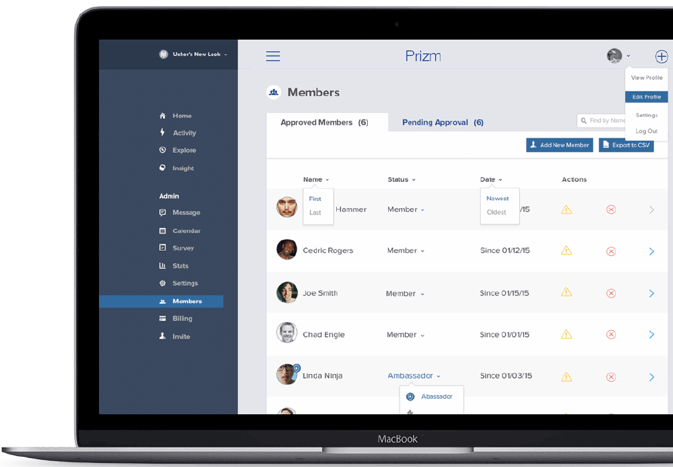 Usher's New Look
Prizm
View Profile
Edit Profile
Settings
Log Out
Members
Approved Members (6)
Pending Approval (6)
Find by Name
Add New Member
Export to CSV
Home
Activity
Explore
Insight
Admin
Message
Calendar
Server
Stats
Settings
Members
Billing
Invite
Name
Status
Date
Actions
First
Last
Newest
Oldest
Hammer
Member
/15
Cedric Rogers
Member
Since 01/12/15
Joe Smith
Member
Since 01/15/15
Chad Engle
Member
Since 01/01/15
Linda Ninja
Ambassador
Since 01/03/15
Abassador
MacBook